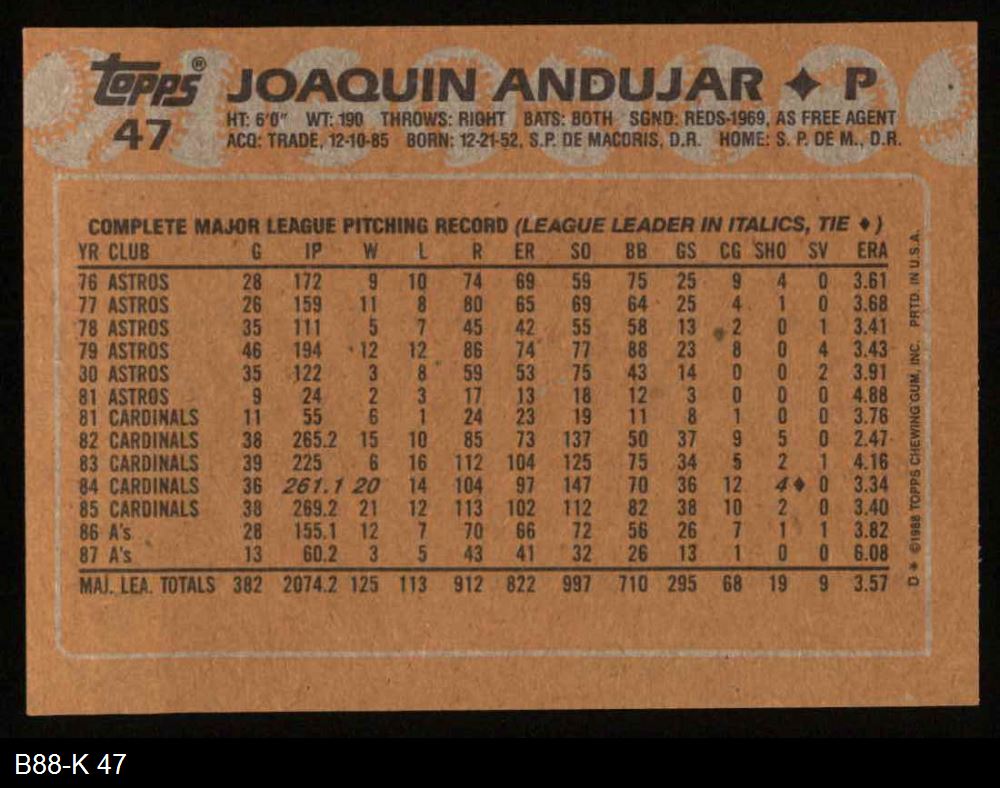 topps® JOAQUIN ANDUJAR ♦ P
47
HT: 6'0" WT: 190 THROWS: RIGHT BATS: BOTH SGND: REDS-1969, AS FREE AGENT
ACQ: TRADE, 12-10-85 BORN: 12-21-52, S.P. DE MACORIS, D.R. HOME: S. P. DE M., D.R.
COMPLETE MAJOR LEAGUE PITCHING RECORD (LEAGUE LEADER IN ITALICS, TIE ♦)
YR CLUB G IP W L R ER SO BB GS CG SHO SV ERA
76 ASTROS 28 172 9 10 74 69 59 75 25 9 4 0 3.61
77 ASTROS 26 159 11 8 80 65 69 64 25 4 1 0 3.68
78 ASTROS 35 111 5 7 45 42 55 58 13 2 0 1 3.41
79 ASTROS 46 194 12 12 86 74 77 88 23 8 0 4 3.43
80 ASTROS 35 122 3 8 59 53 75 43 14 0 0 2 3.91
81 ASTROS 9 24 2 3 17 13 18 12 3 0 0 0 4.88
81 CARDINALS 11 55 6 1 24 23 19 11 8 1 0 0 3.76
82 CARDINALS 38 265.2 15 10 85 73 137 50 37 9 5 0 2.47
83 CARDINALS 39 225 6 16 112 104 125 75 34 5 2 1 4.16
84 CARDINALS 36 261.1 20 14 104 97 147 70 36 12 4♦ 0 3.34
85 CARDINALS 38 269.2 21 12 113 102 112 82 38 10 2 0 3.40
86 A's 28 155.1 12 7 70 66 72 56 26 7 1 1 3.82
87 A's 13 60.2 3 5 43 41 32 26 13 1 0 0 6.08
MAJ. LEA. TOTALS 382 2074.2 125 113 912 822 997 710 295 68 19 9 3.57
D * ©1988 TOPPS CHEWING GUM, INC. PRTD. IN U.S.A.
B88-K 47